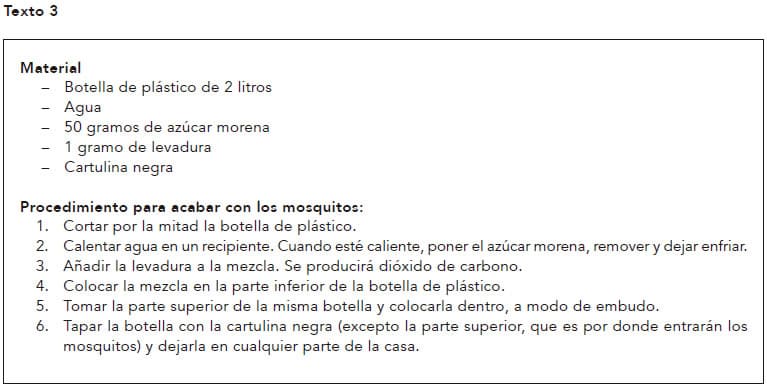 Texto 3
Material
– Botella de plástico de 2 litros
– Agua
– 50 gramos de azúcar morena
– 1 gramo de levadura
– Cartulina negra
Procedimiento para acabar con los mosquitos:
1. Cortar por la mitad la botella de plástico.
2. Calentar agua en un recipiente. Cuando esté caliente, poner el azúcar morena, remover y dejar enfriar.
3. Añadir la levadura a la mezcla. Se producirá dióxido de carbono.
4. Colocar la mezcla en la parte inferior de la botella de plástico.
5. Tomar la parte superior de la misma botella y colocarla dentro, a modo de embudo.
6. Tapar la botella con la cartulina negra (excepto la parte superior, que es por donde entrarán los
mosquitos) y dejarla en cualquier parte de la casa.